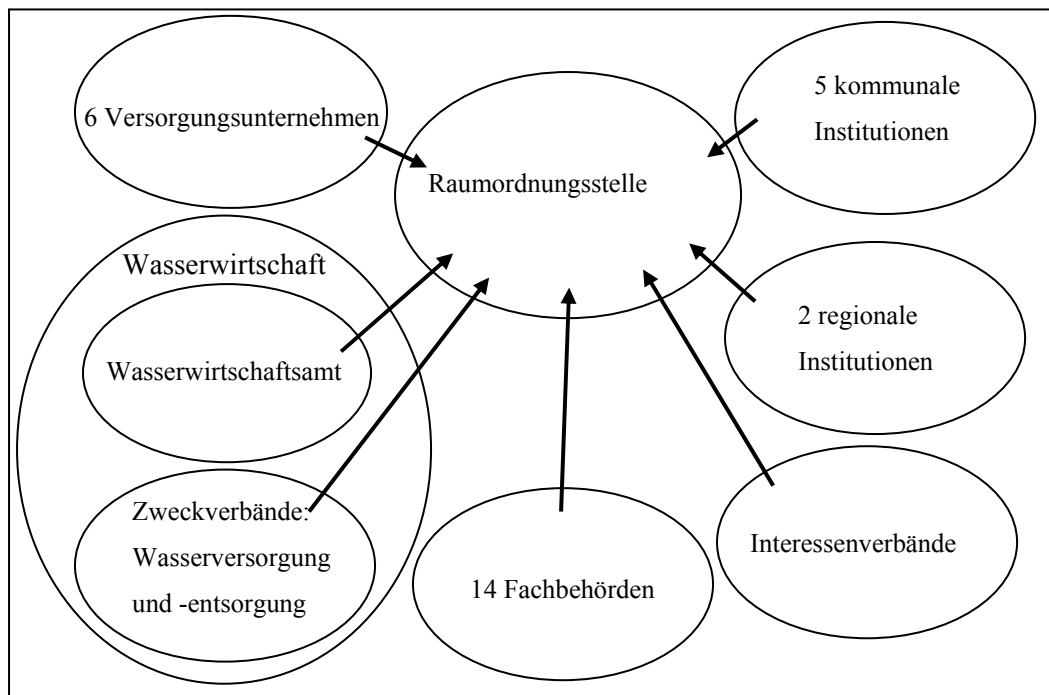 6 Versorgungsunternehmen
5 kommunale
Institutionen
Raumordnungsstelle
Wasserwirtschaft
Wasserwirtschaftsamt
2 regionale
Institutionen
Zweckverbände:
Wasserversorgung
und -entsorgung
14 Fachbehörden
Interessenverbände